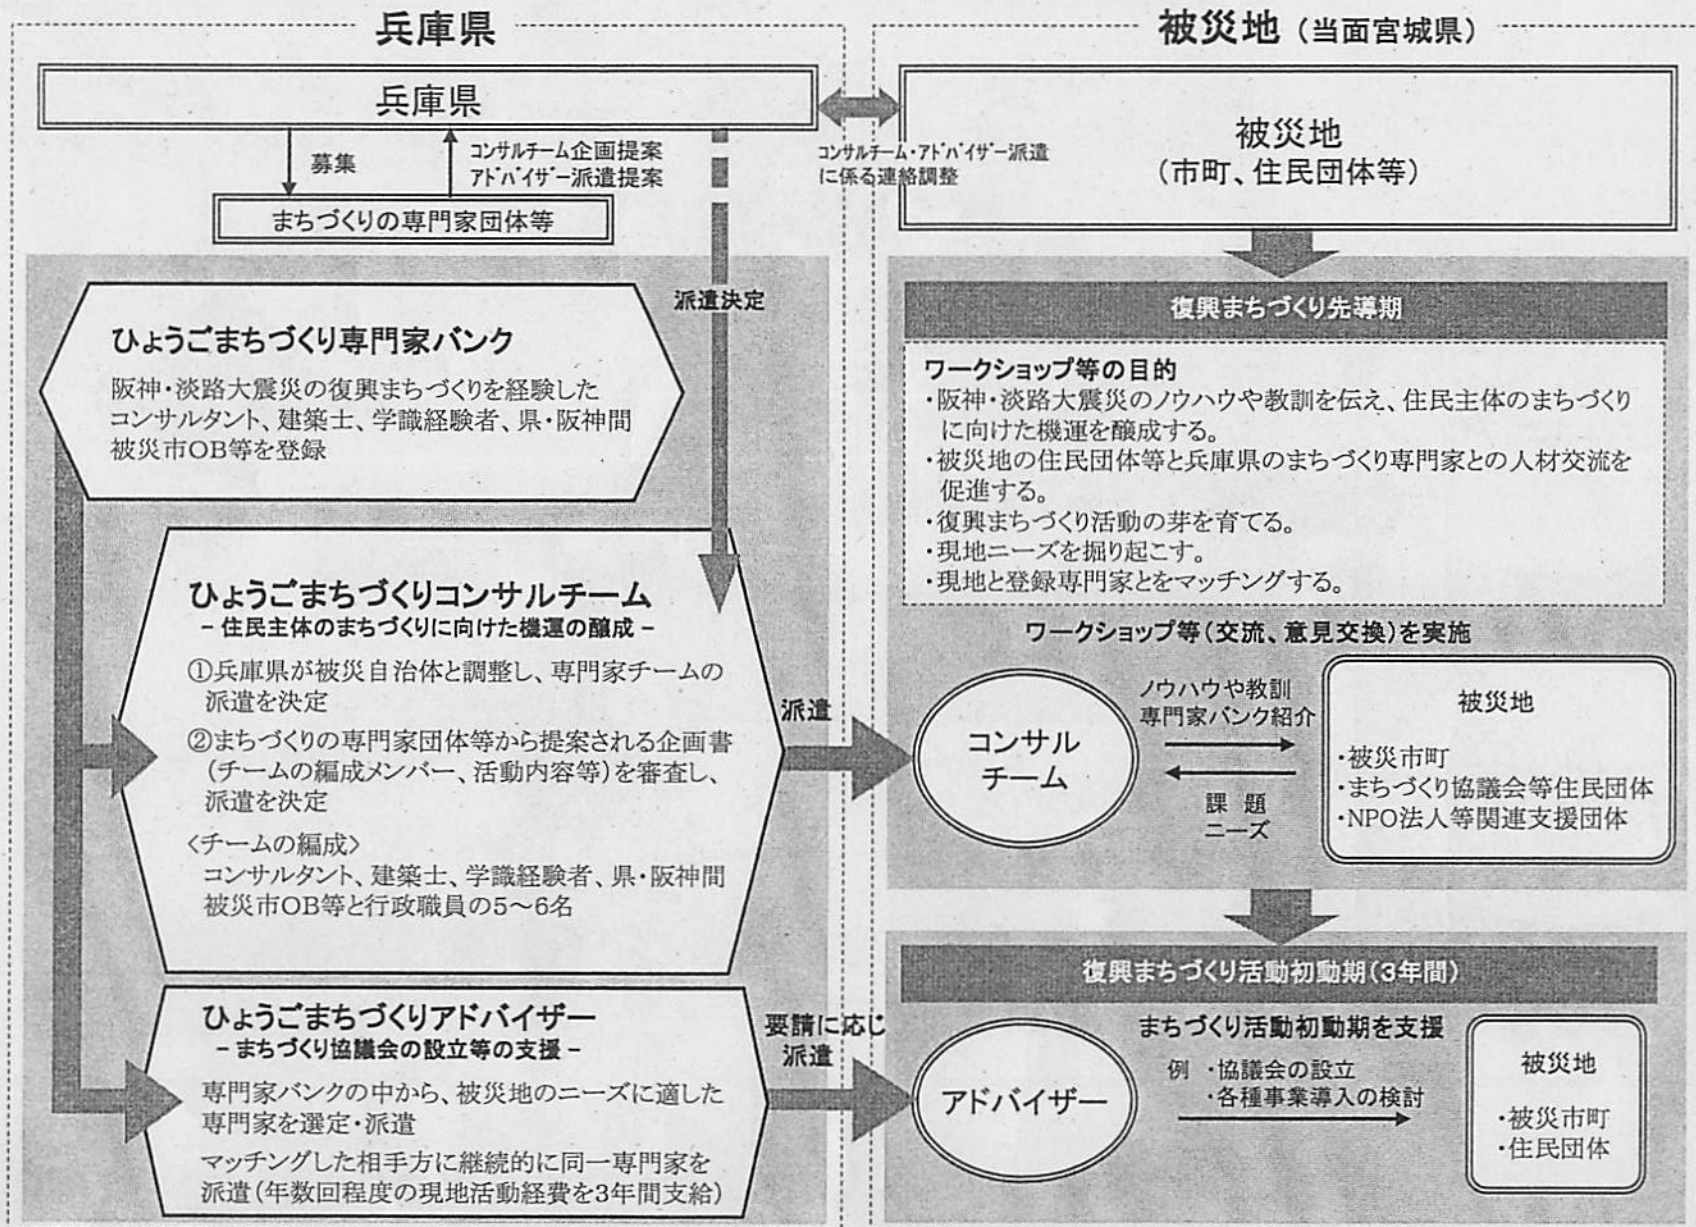 兵庫県
兵庫県
募集
コンサルチーム企画提案
アドバイザー派遣提案
まちづくりの専門家団体等
派遣決定
ひょうごまちづくり専門家バンク
阪神・淡路大震災の復興まちづくりを経験した
コンサルタント、建築士、学識経験者、県・阪神間
被災市OB等を登録
ひょうごまちづくりコンサルチーム
－住民主体のまちづくりに向けた機運の醸成－
①兵庫県が被災自治体と調整し、専門家チームの
派遣を決定
②まちづくりの専門家団体等から提案される企画書
(チームの編成メンバー、活動内容等)を審査し、
派遣を決定
〈チームの編成〉
コンサルタント、建築士、学識経験者、県・阪神間
被災市OB等と行政職員の5～6名
ひょうごまちづくりアドバイザー
－まちづくり協議会の設立等の支援－
専門家バンクの中から、被災地のニーズに適した
専門家を選定・派遣
マッチングした相手方に継続的に同一専門家を
派遣(年数回程度の現地活動経費を3年間支給)
コンサルチーム・アドバイザー派遣
に係る連絡調整
派遣
要請に応じ
派遣
被災地(当面宮城県)
被災地
(市町、住民団体等)
復興まちづくり先導期
ワークショップ等の目的
・阪神・淡路大震災のノウハウや教訓を伝え、住民主体のまちづくり
に向けた機運を醸成する。
・被災地の住民団体等と兵庫県のまちづくり専門家との人材交流を
促進する。
・復興まちづくり活動の芽を育てる。
・現地ニーズを掘り起こす。
・現地と登録専門家とをマッチングする。
ワークショップ等(交流、意見交換)を実施
コンサル
チーム
ノウハウや教訓
専門家バンク紹介
課題
ニーズ
被災地
・被災市町
・まちづくり協議会等住民団体
・NPO法人等関連支援団体
復興まちづくり活動初動期(3年間)
アドバイザー
まちづくり活動初動期を支援
例 ・協議会の設立
・各種事業導入の検討
被災地
・被災市町
・住民団体